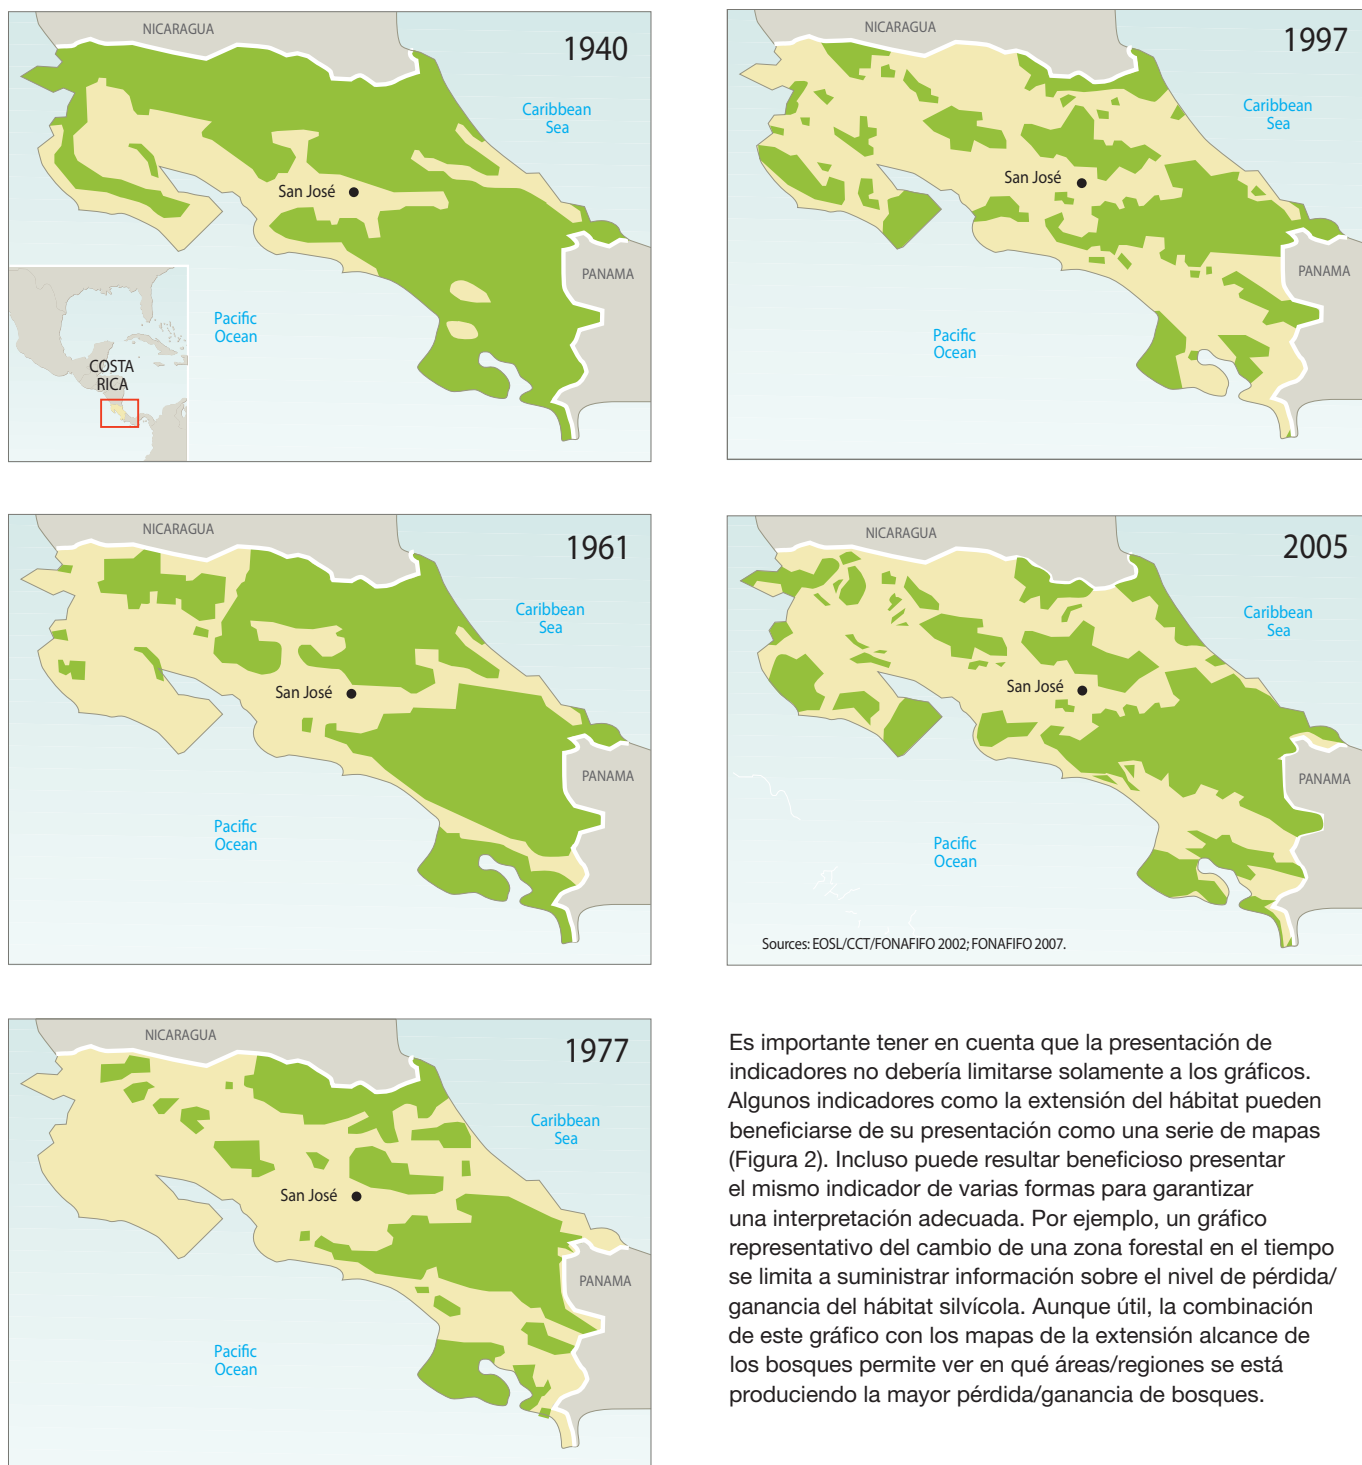 NICARAGUA
1940
Caribbean
Sea
San José
PANAMA
Pacific
Ocean
COSTA
RICA
NICARAGUA
1961
Caribbean
Sea
San José
PANAMA
Pacific
Ocean
NICARAGUA
1977
Caribbean
Sea
San José
PANAMA
Pacific
Ocean
NICARAGUA
1997
Caribbean
Sea
San José
PANAMA
Pacific
Ocean
NICARAGUA
2005
Caribbean
Sea
San José
PANAMA
Pacific
Ocean
Sources: EOSL/CCT/FONAFIFO 2002; FONAFIFO 2007.
Es importante tener en cuenta que la presentación de
indicadores no debería limitarse solamente a los gráficos.
Algunos indicadores como la extensión del hábitat pueden
beneficiarse de su presentación como una serie de mapas
(Figura 2). Incluso puede resultar beneficioso presentar
el mismo indicador de varias formas para garantizar
una interpretación adecuada. Por ejemplo, un gráfico
representativo del cambio de una zona forestal en el tiempo
se limita a suministrar información sobre el nivel de pérdida/
ganancia del hábitat silvícola. Aunque útil, la combinación
de este gráfico con los mapas de la extensión alcance de
los bosques permite ver en qué áreas/regiones se está
produciendo la mayor pérdida/ganancia de bosques.